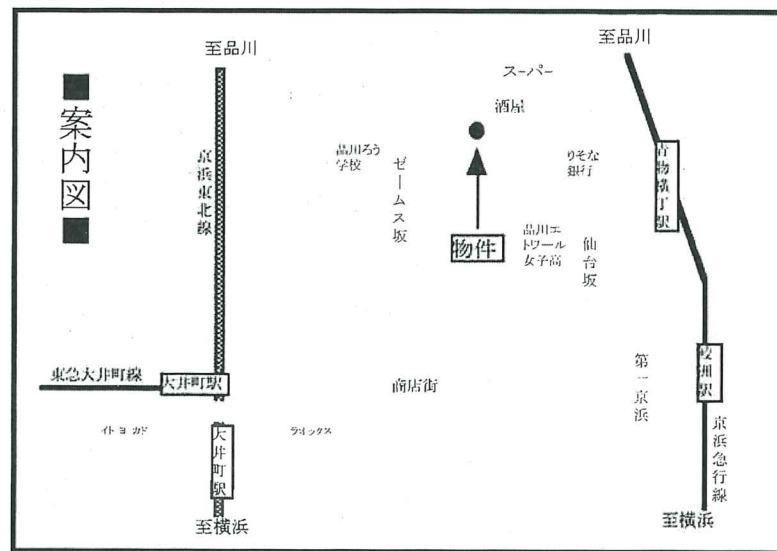 ■案内図■
至品川
京浜東北線
東急大井町線
大井町駅
大井町駅
至横浜
イトヨカド
ラオックス
品川ろう
学校
ゼームス坂
商店街
スーパー
酒屋
物件
品川エ
トワール
女子高
仙台坂
りそな
銀行
第一京浜
至品川
青物横丁駅
鮫洲駅
京浜急行線
至横浜